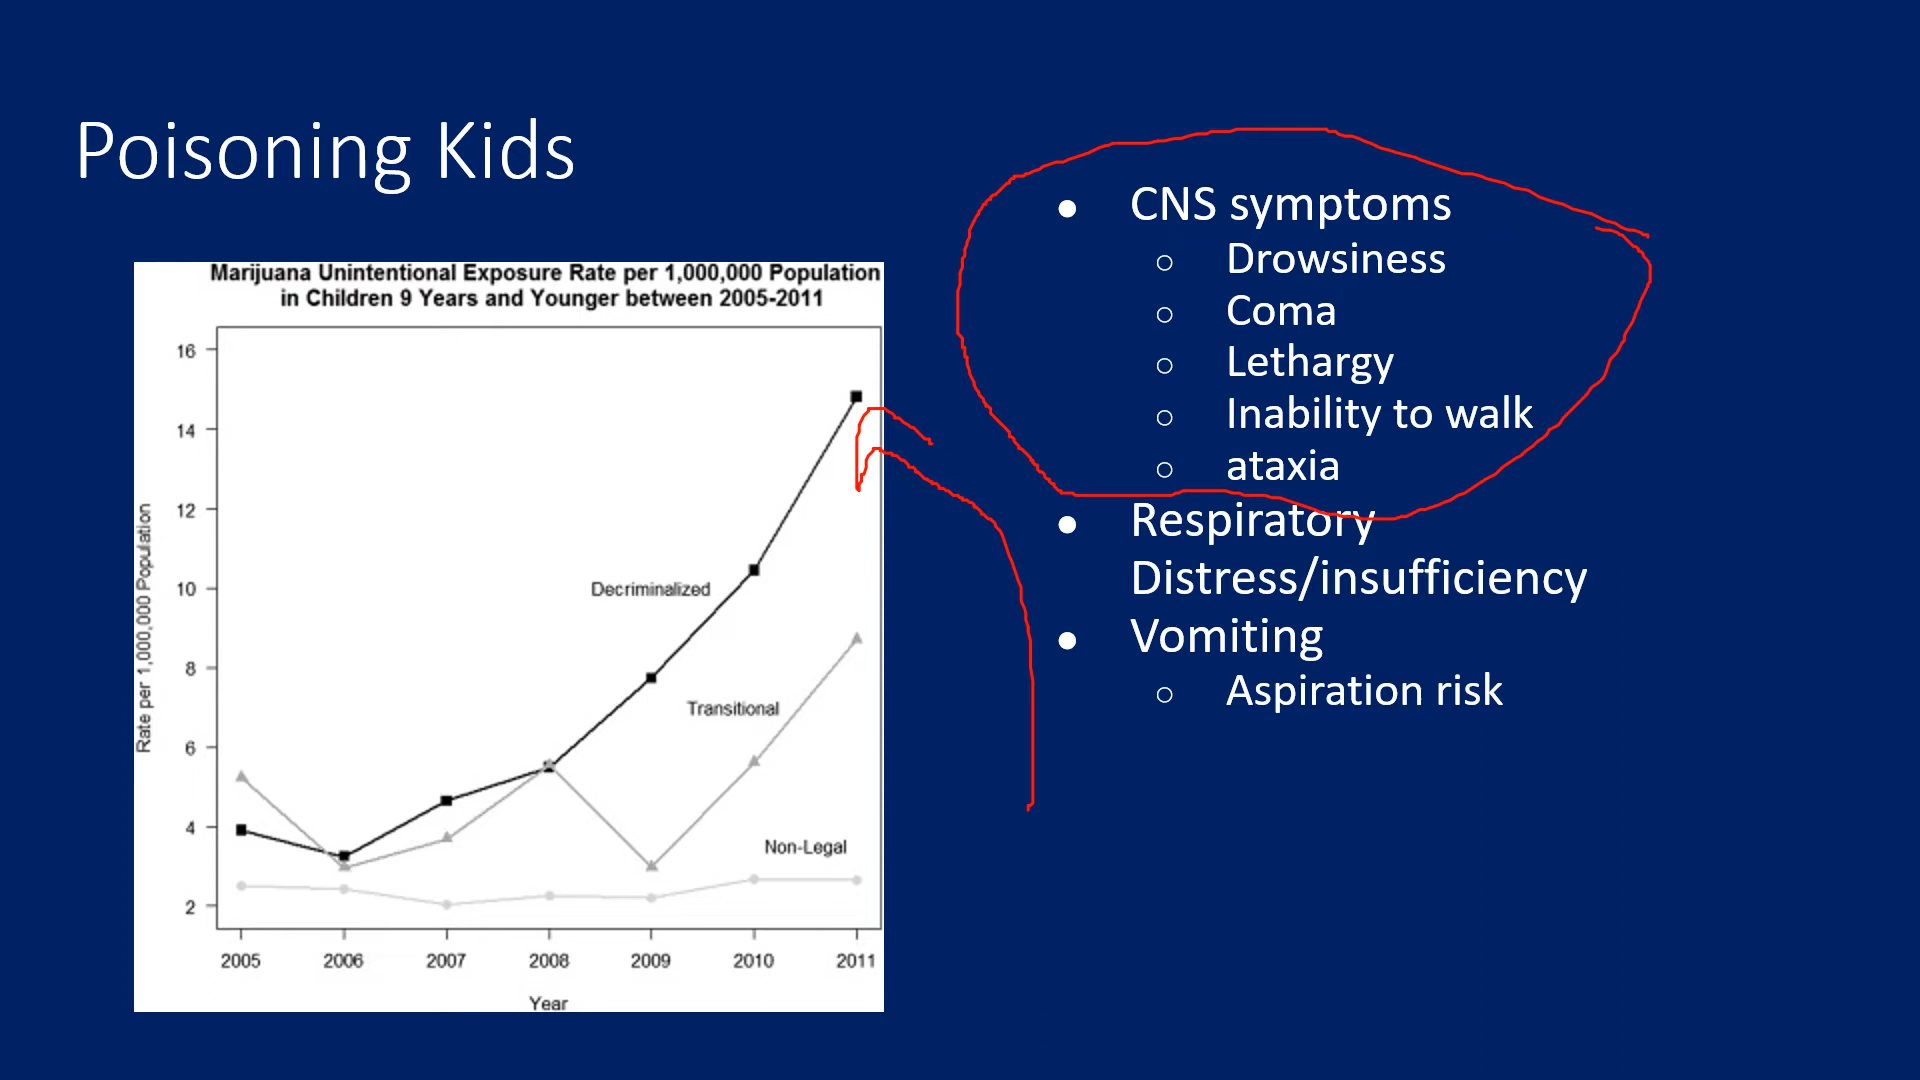 Poisoning Kids
Marijuana Unintentional Exposure Rate per 1,000,000 Population
in Children 9 Years and Younger between 2005-2011
Rate per 1,000,000 Population
16
14
12
10
8
6
4
2
Decriminalized
Transitional
Non-Legal
2005 2006 2007 2008 2009 2010 2011
Year
● CNS symptoms
○ Drowsiness
○ Coma
○ Lethargy
○ Inability to walk
○ ataxia
● Respiratory
Distress/insufficiency
● Vomiting
○ Aspiration risk